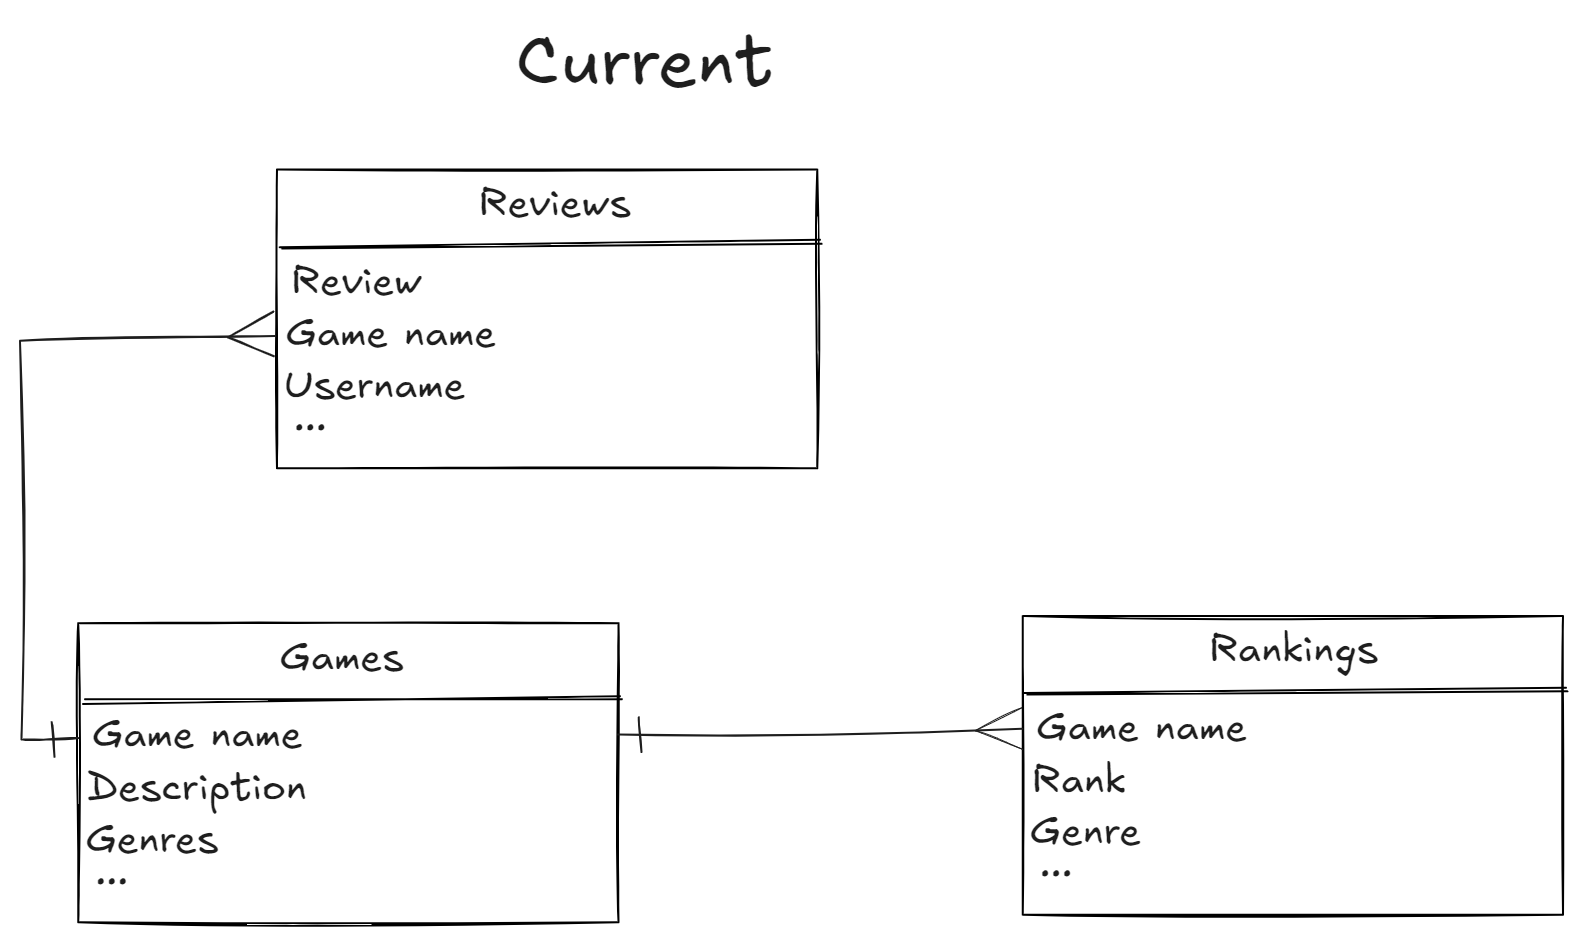 Current
Reviews
Review
Game name
Username
...
Games
Game name
Description
Genres
...
Rankings
Game name
Rank
Genre
...